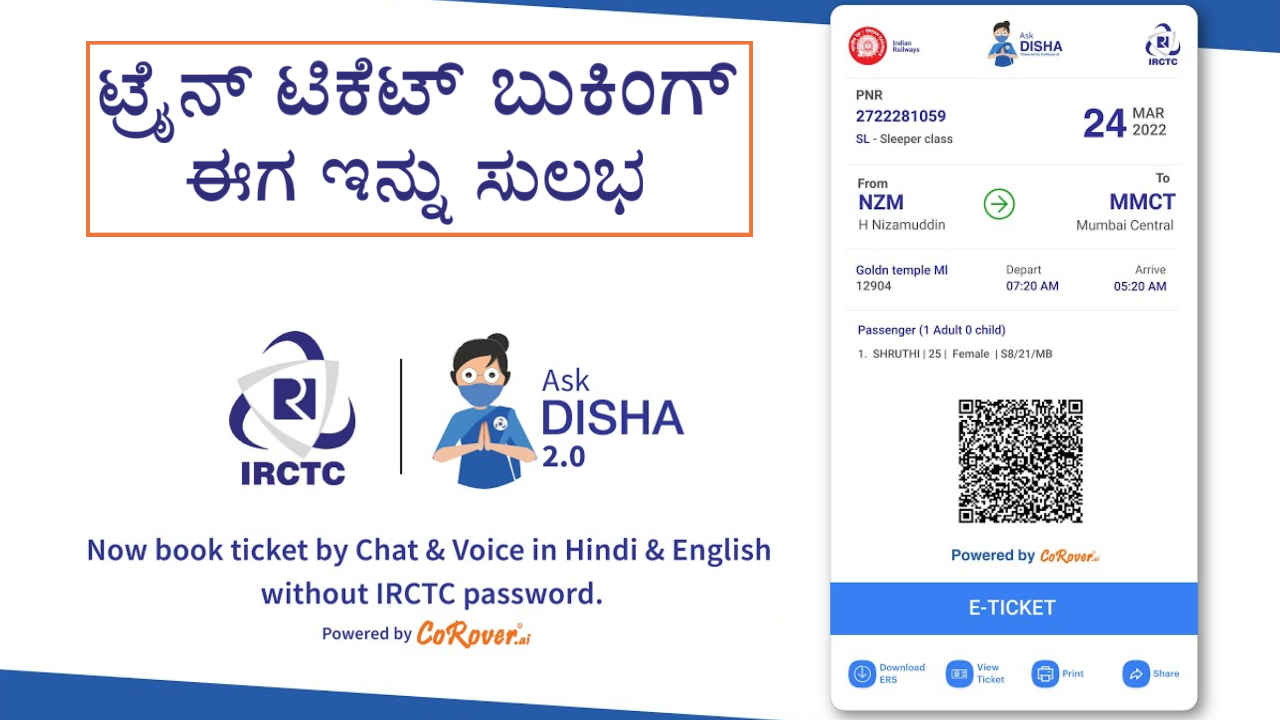 ಟ್ರೈನ್ ಟಿಕೆಟ್ ಬುಕಿಂಗ್
ಈಗ ಇನ್ನು ಸುಲಭ
IRCTC
Ask
DISHA
2.0
Now book ticket by Chat & Voice in Hindi & English
without IRCTC password.
Powered by CoRover.ai
Indian
Railways
Ask
DISHA
IRCTC
PNR
2722281059
SL - Sleeper class
24 MAR
2022
From
NZM
H Nizamuddin
To
MMCT
Mumbai Central
Goldn temple Ml
12904
Depart
07:20 AM
Arrive
05:20 AM
Passenger (1 Adult 0 child)
1. SHRUTHI | 25 | Female | S8/21/MB
Powered by CoRover.ai
E-TICKET
Download
ERS
View
Ticket
Print
Share